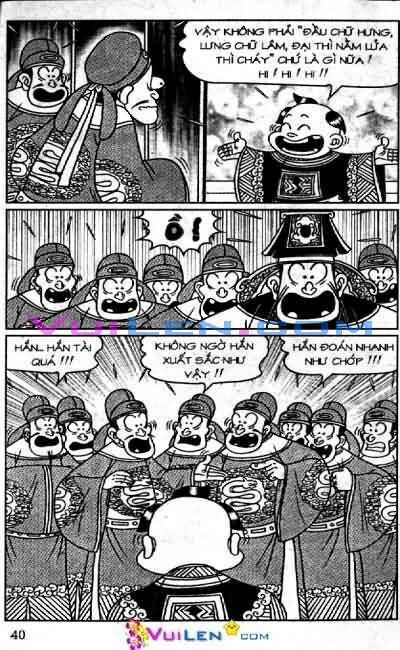 VẬY KHÔNG PHẢI "ĐẦU CHỮ HƯNG,
LƯNG CHỮ LÂM, ĐẠI THÌ NẰM LỬA
THÌ CHÁY" CHỨ LÀ GÌ NỮA !
HI ! HI ! HI !!
Ồ !
VUILEN.COM
HẮN.. HẮN TÀI
QUÁ !!!
KHÔNG NGỜ HẮN
XUẤT SẮC NHƯ
VẬY !!
HẮN ĐOÁN NHANH
NHƯ CHỚP !!!
40
VUILEN.COM